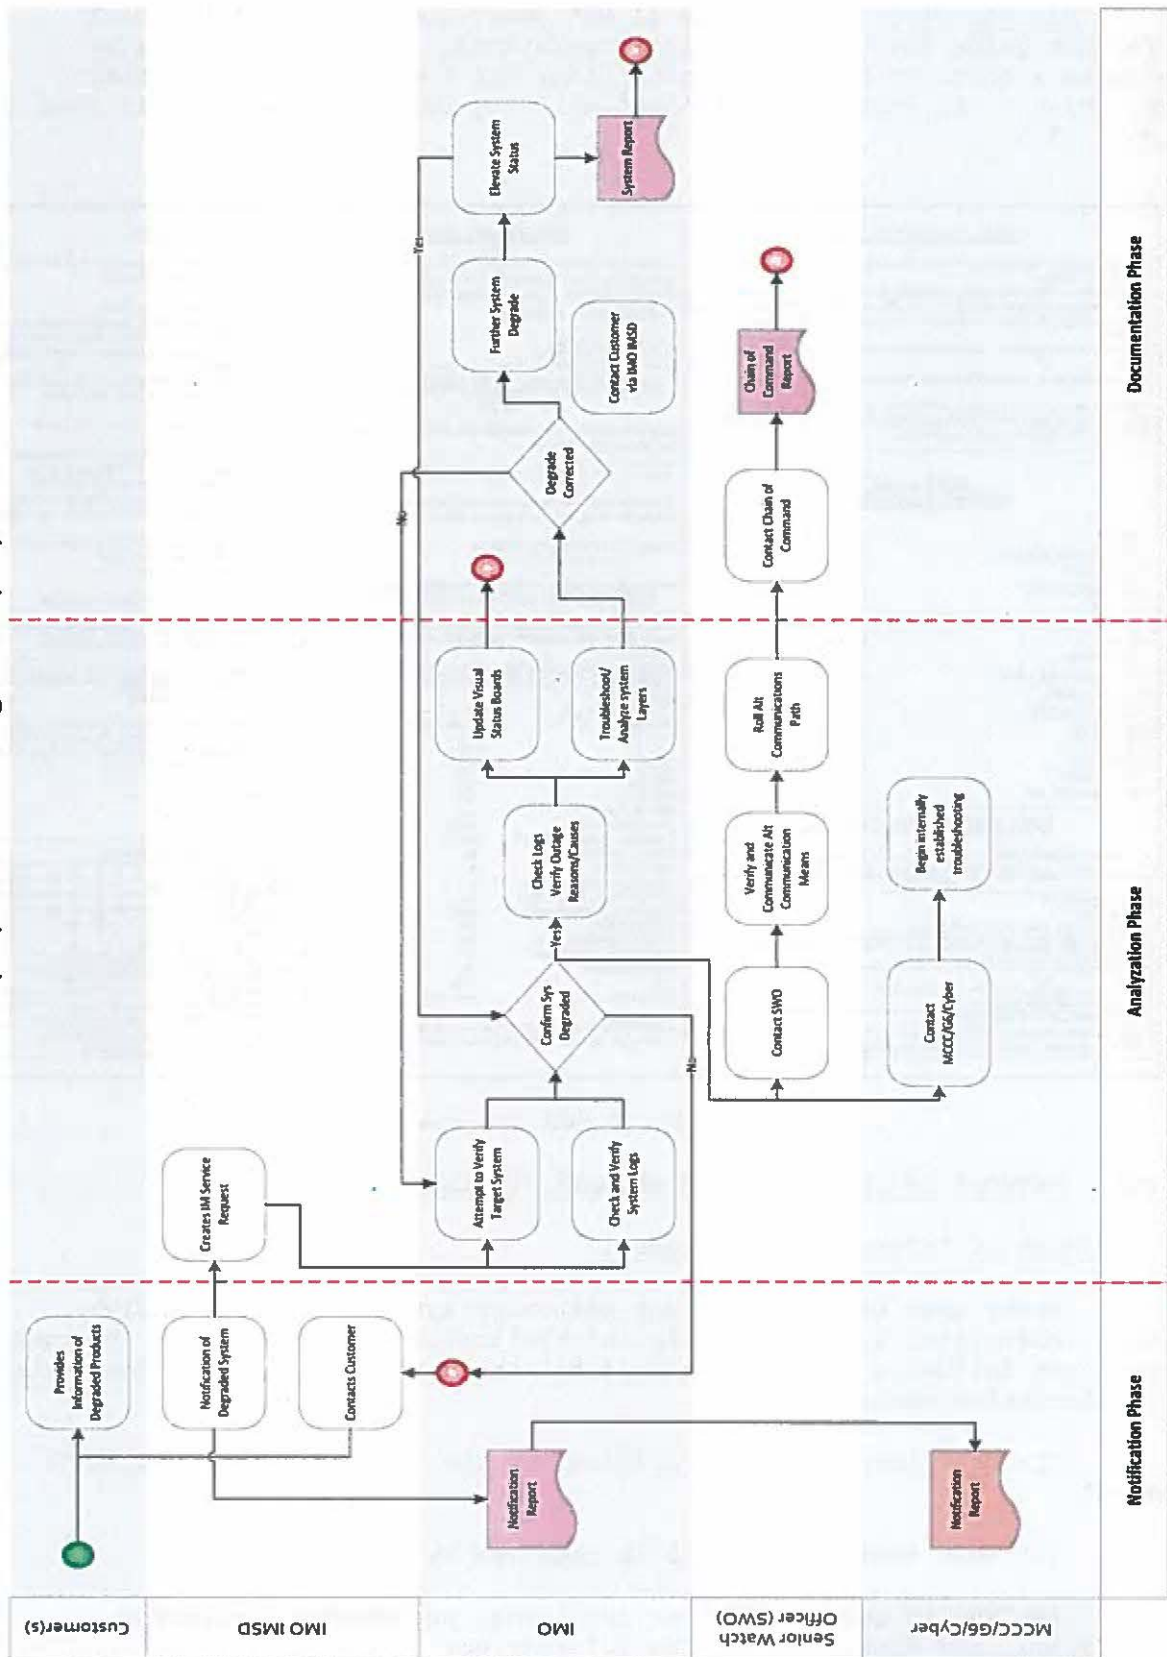 Customer(s)
IMO IMSD
IMO
Senior Watch
Officer (SWO)
MCCC/G6/Cyber
Provides
Information of
Degraded Products
Notification of
Degraded System
Creates IM Service
Request
Contacts Customer
Notification
Report
Notification
Report
Attempt to Verify
Target System
Check and Verify
System Logs
Confirm Sys
Degraded
Yes
No
Check Logs
Verify Outage
Reasons/Causes
Update Visual
Status Boards
Troubleshoot/
Analyze system
Layers
Degrade
Corrected
No
Yes
Further System
Degrade
Elevate System
Status
Contact Customer
via IMO IMSD
System Report
Contact SWO
Verify and
Communicate Alt
Communication
Means
Roll Alt
Communications
Path
Contact Chain of
Command
Chain of
Command
Report
Contact
MCCC/G6/Cyber
Begin internally
established
troubleshooting
Notification Phase
Analyzation Phase
Documentation Phase